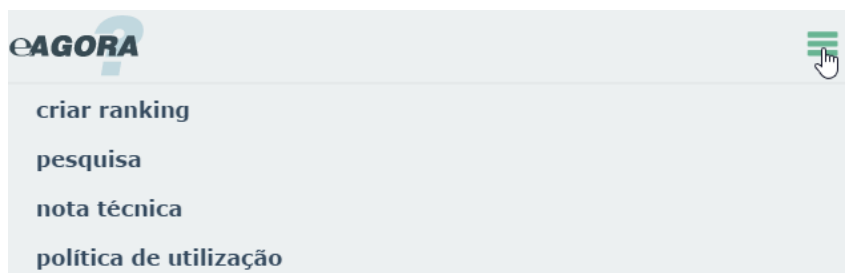 eAGORA?
criar ranking
pesquisa
nota técnica
política de utilização